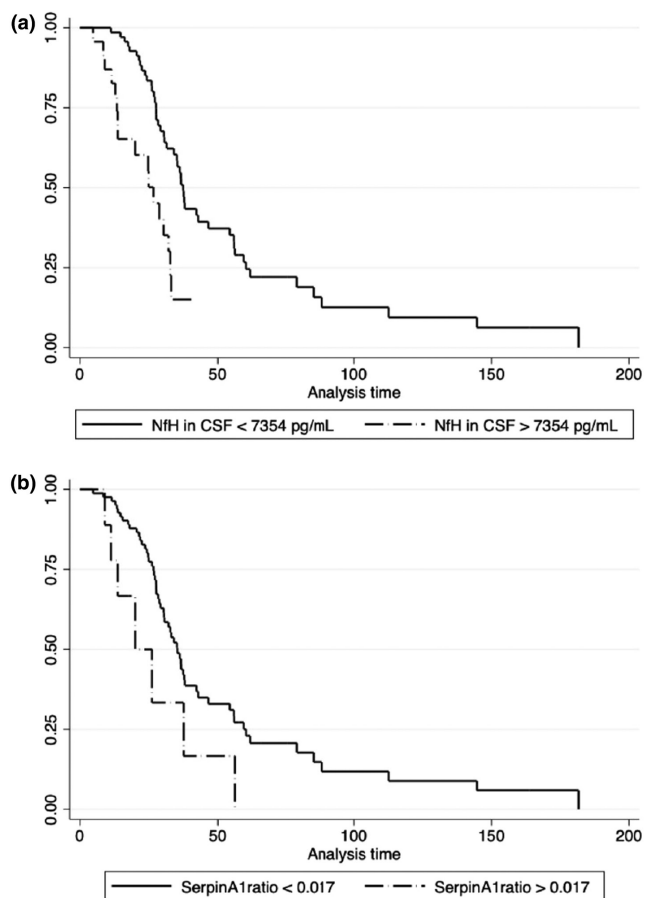 (a)
1.00
0.75
0.50
0.25
0.00
0 50 100 150 200
Analysis time
NfH in CSF < 7354 pg/mL NfH in CSF > 7354 pg/mL
(b)
1.00
0.75
0.50
0.25
0.00
0 50 100 150 200
Analysis time
SerpinA1ratio < 0.017 SerpinA1ratio > 0.017